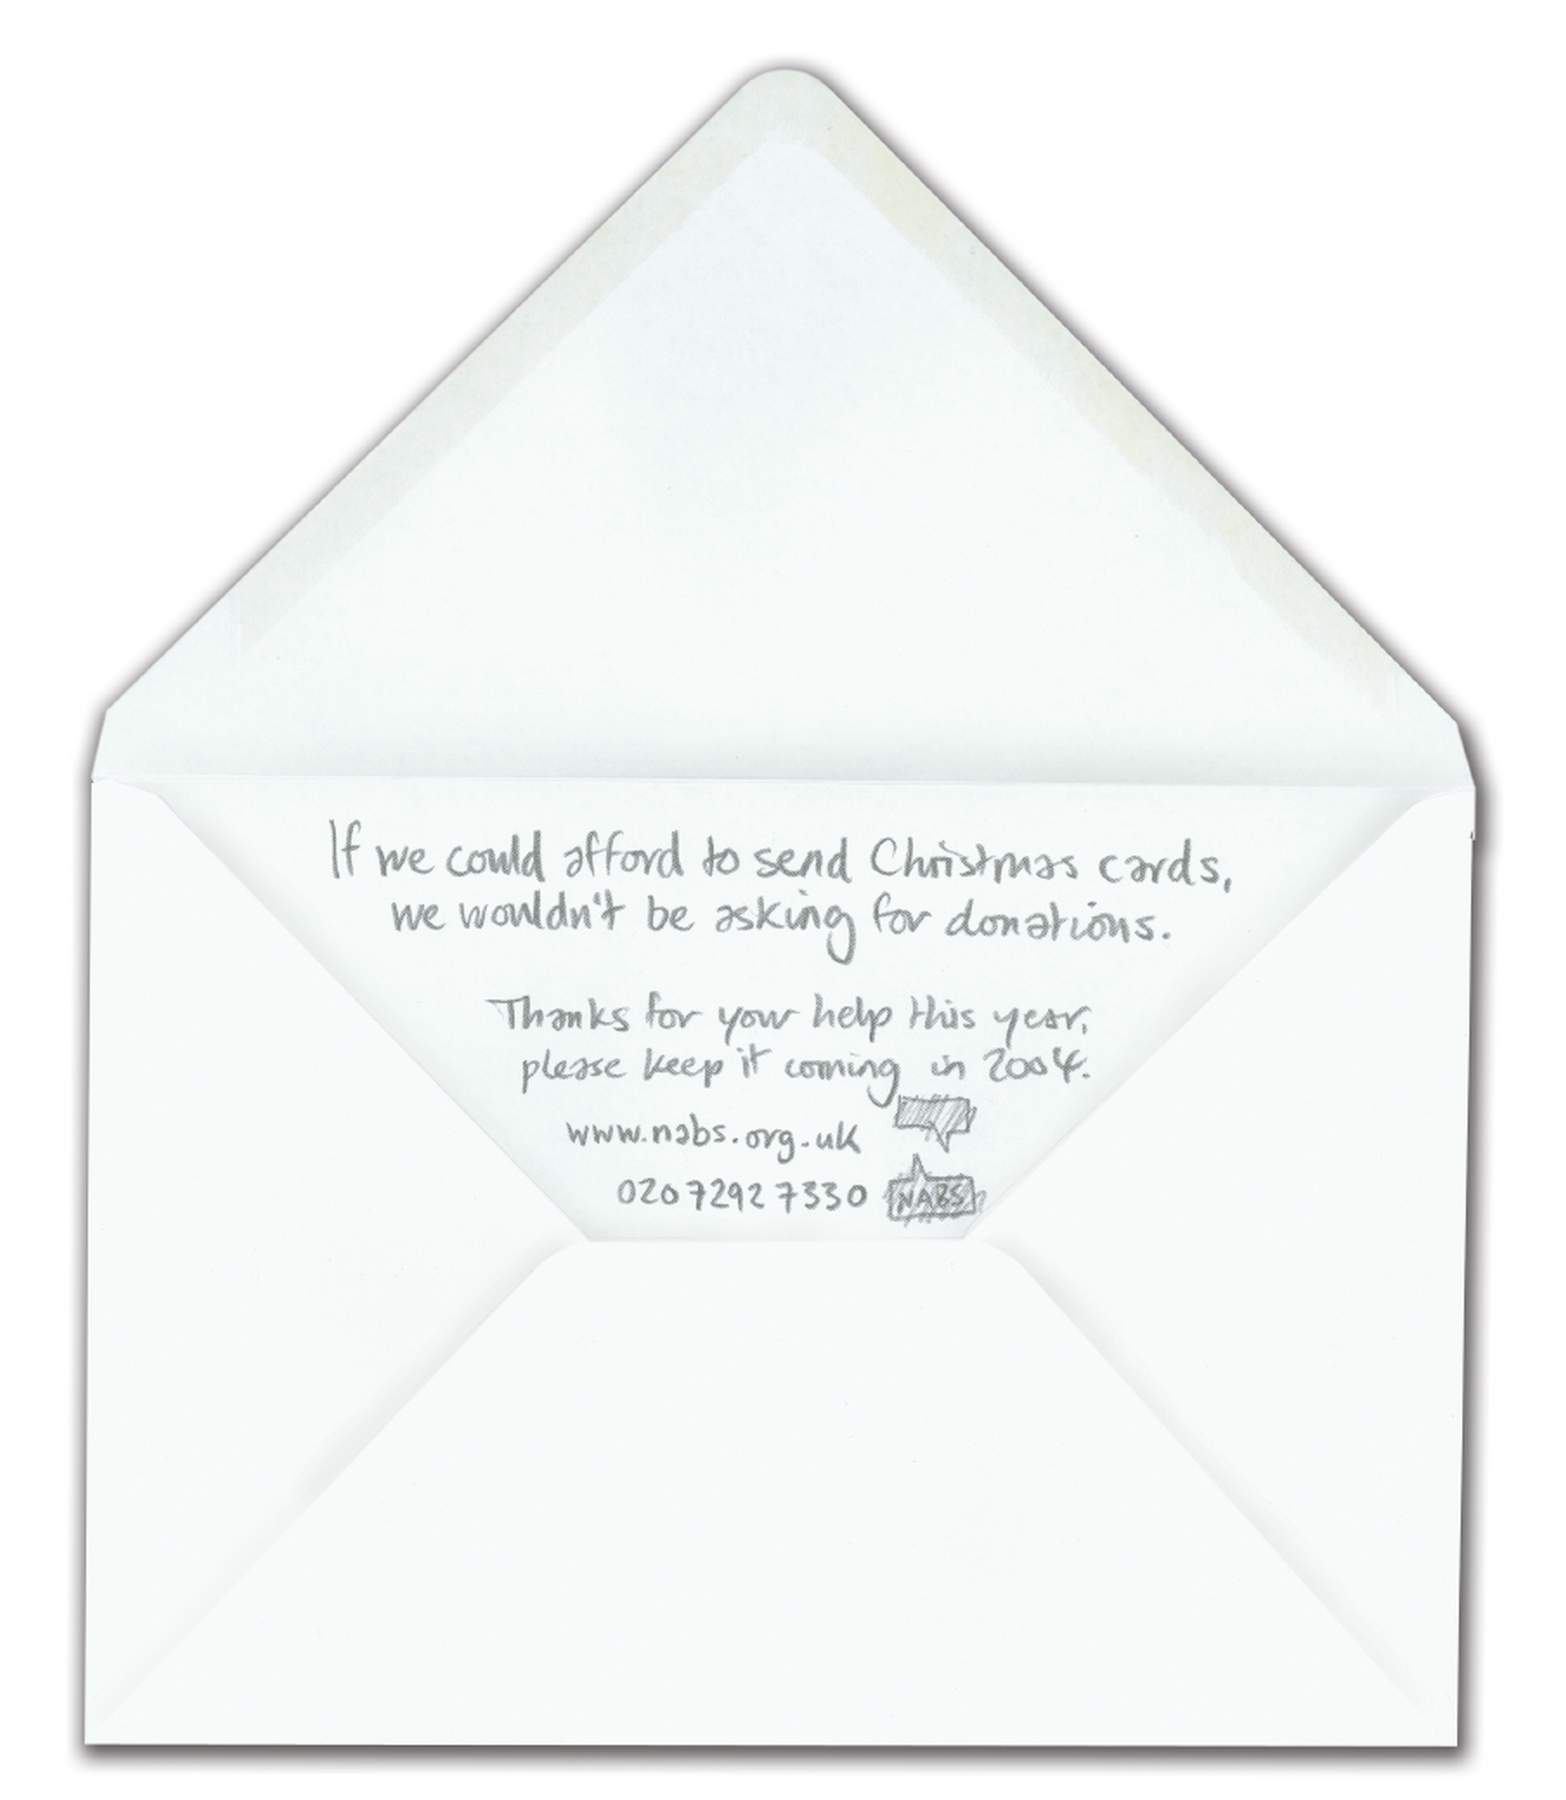 If we could afford to send Christmas cards,
we wouldn't be asking for donations.
Thanks for your help this year,
please keep it coming in 2004.
www.nabs.org.uk
020 7292 7330 NABS